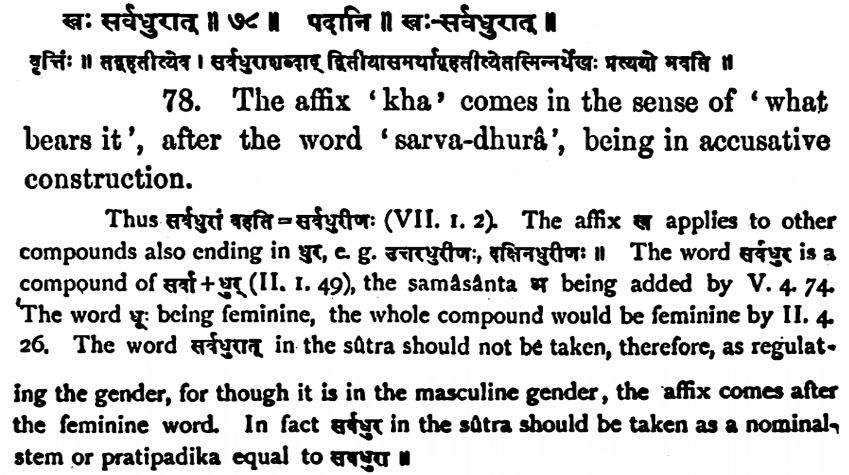 खः सर्वधुरात् ॥ ७८ ॥ पदानि ॥ खः-सर्वधुरात् ॥
वृत्तिः ॥ तद्वहतीत्येव । सर्वधुराशब्दाद् द्वितीयासमर्थाद्वहतीत्येतस्मिन्नर्थेखः प्रत्ययो भवति ॥
78. The affix ‘kha’ comes in the sense of ‘what
bears it’, after the word ‘sarva-dhurâ’, being in accusative
construction.
Thus सर्वधुरां वहति = सर्वधुरीणः (VII. 1. 2). The affix ख applies to other
compounds also ending in धुर, e. g. उत्तरधुरीणः, दक्षिनधुरीणः ॥ The word सर्वधुर is a
compound of सर्वा + धुर् (II. 1. 49), the samâsânta अ being added by V. 4. 74.
The word धूः being feminine, the whole compound would be feminine by II. 4.
26. The word सर्वधुरात् in the sûtra should not be taken, therefore, as regulat-
ing the gender, for though it is in the masculine gender, the affix comes after
the feminine word. In fact सर्वधुर in the sûtra should be taken as a nominal-
stem or pratipadika equal to सवधुरा ॥